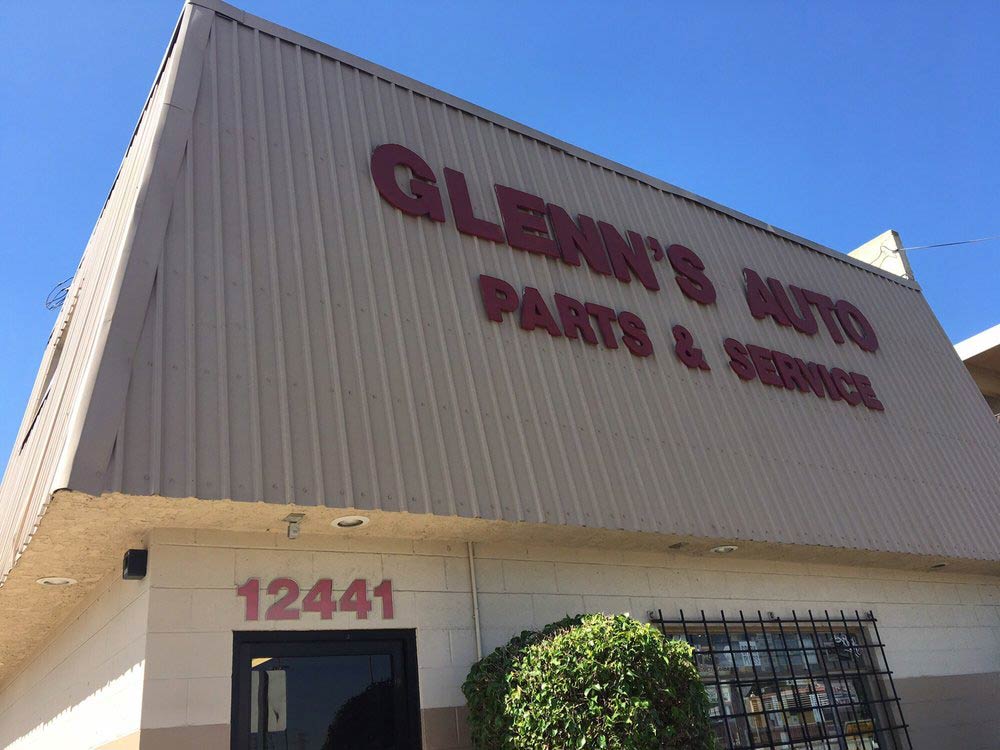 GLENN'S AUTO
PARTS & SERVICE
12441